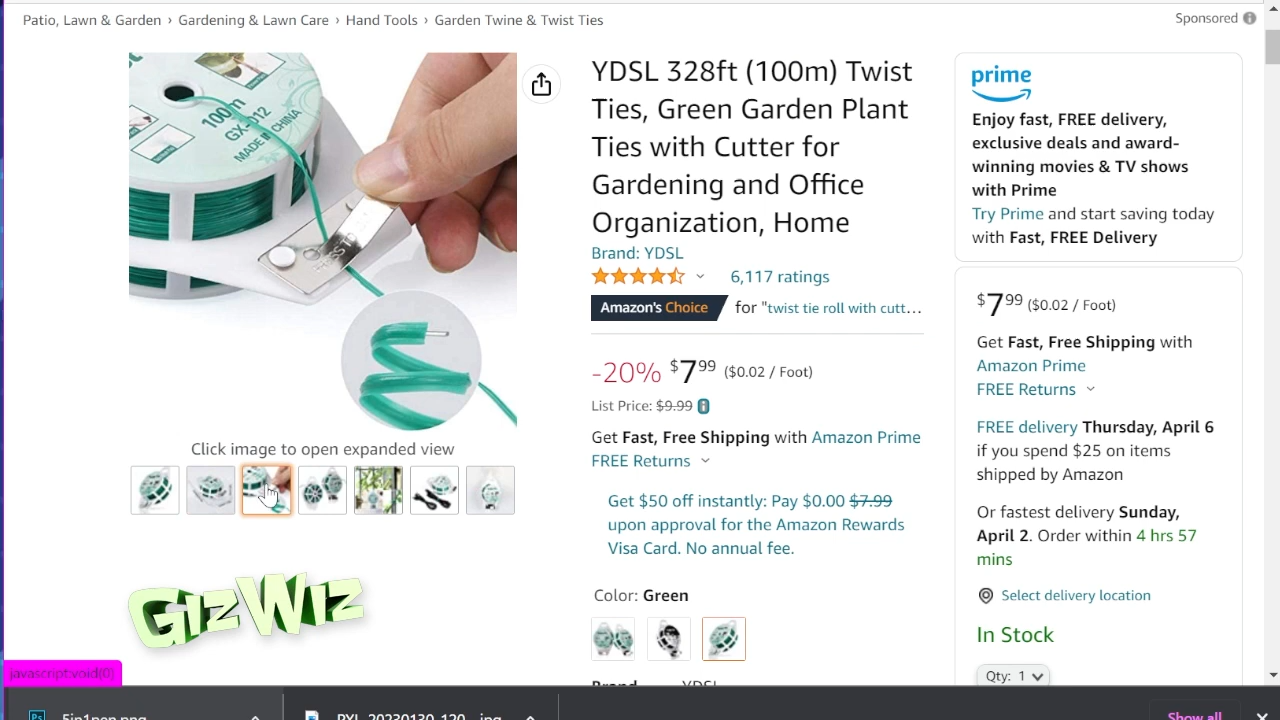 Patio, Lawn & Garden › Gardening & Lawn Care › Hand Tools › Garden Twine & Twist Ties
Sponsored
100m
GX-012
MADE IN CHINA
Click image to open expanded view
GizWiz
YDSL 328ft (100m) Twist
Ties, Green Garden Plant
Ties with Cutter for
Gardening and Office
Organization, Home
Brand: YDSL
6,117 ratings
Amazon's Choice for "twist tie roll with cutt…
-20% $7 99 ($0.02 / Foot)
List Price: $9.99
Get Fast, Free Shipping with Amazon Prime
FREE Returns
Get $50 off instantly: Pay $0.00 $7.99
upon approval for the Amazon Rewards
Visa Card. No annual fee.
Color: Green
Brand YDSL
prime
Enjoy fast, FREE delivery,
exclusive deals and award-
winning movies & TV shows
with Prime
Try Prime and start saving today
with Fast, FREE Delivery
$7 99 ($0.02 / Foot)
Get Fast, Free Shipping with
Amazon Prime
FREE Returns
FREE delivery Thursday, April 6
if you spend $25 on items
shipped by Amazon
Or fastest delivery Sunday,
April 2. Order within 4 hrs 57
mins
Select delivery location
In Stock
Qty: 1
javascript:void(0)
Ps 5in1pen.png
Show all